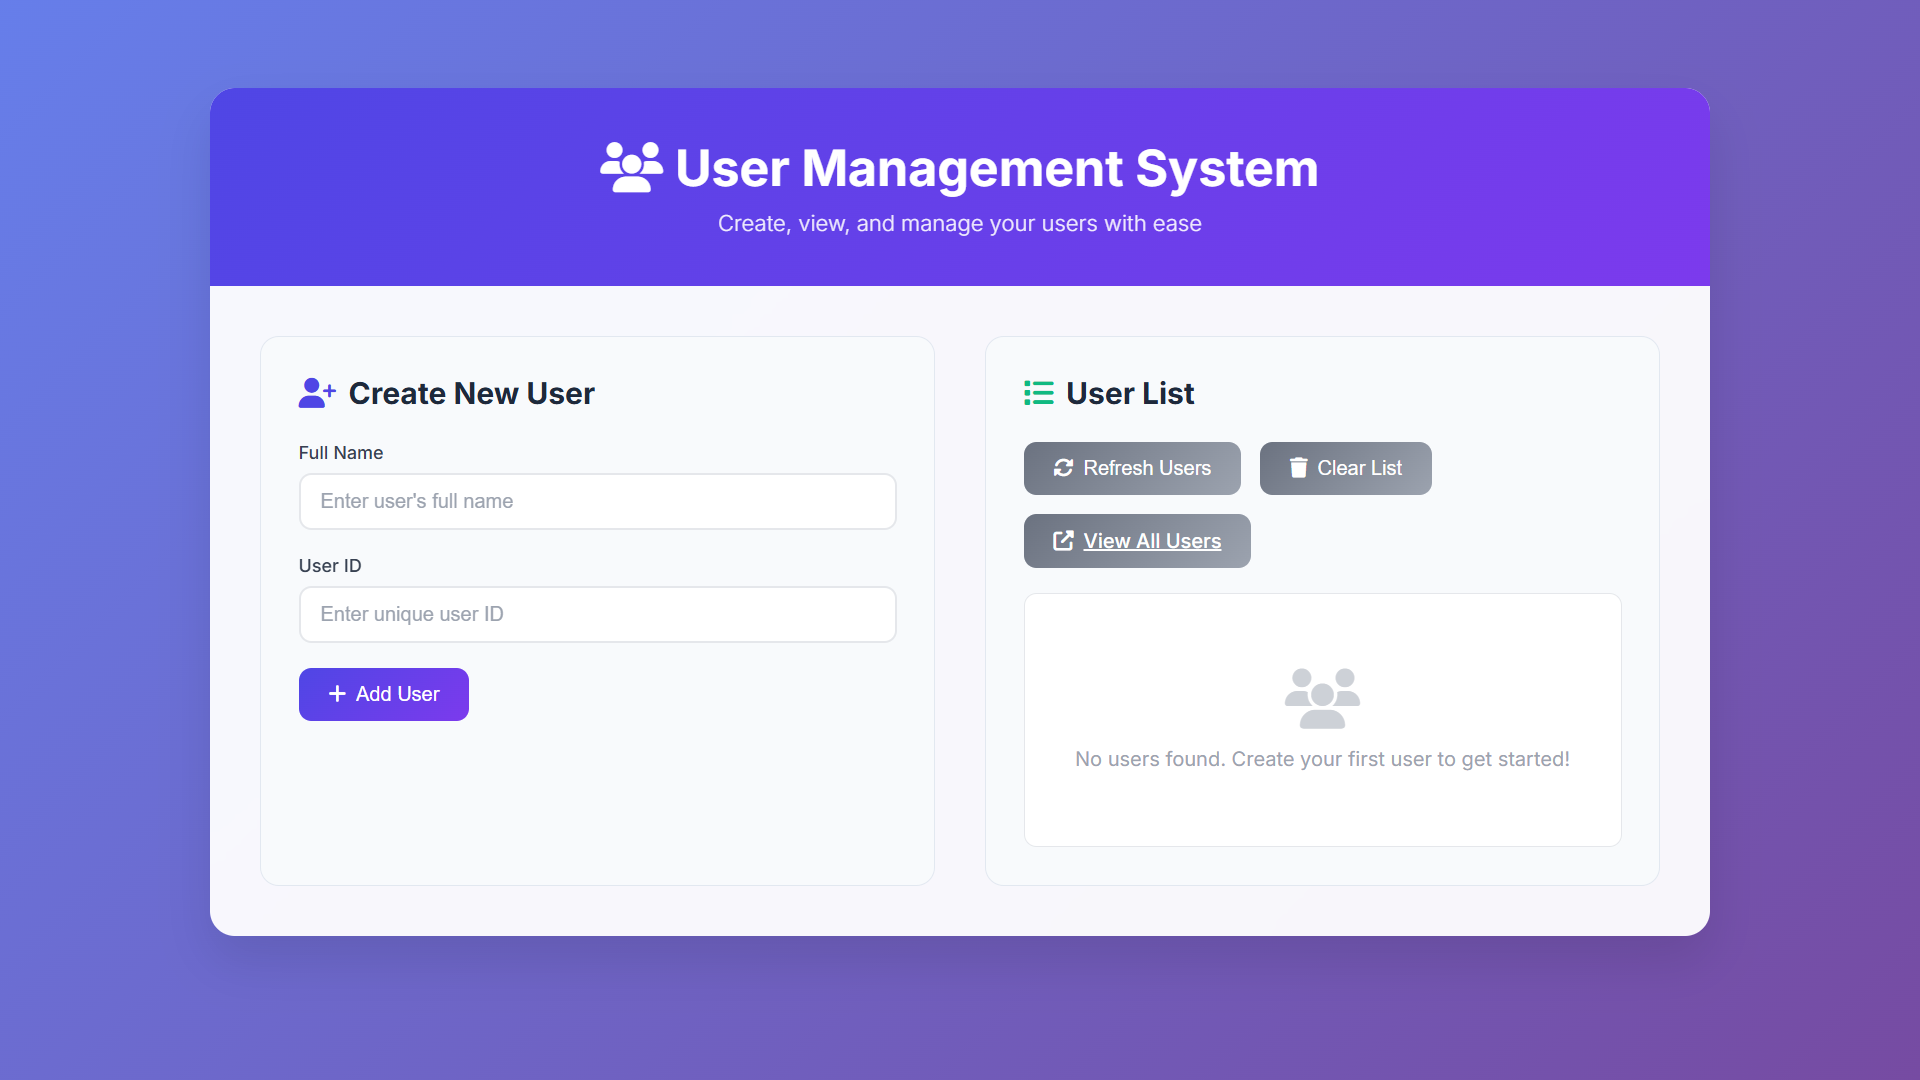 User Management System
Create, view, and manage your users with ease
Create New User
Full Name
Enter user's full name
User ID
Enter unique user ID
Add User
User List
Refresh Users
Clear List
View All Users
No users found. Create your first user to get started!